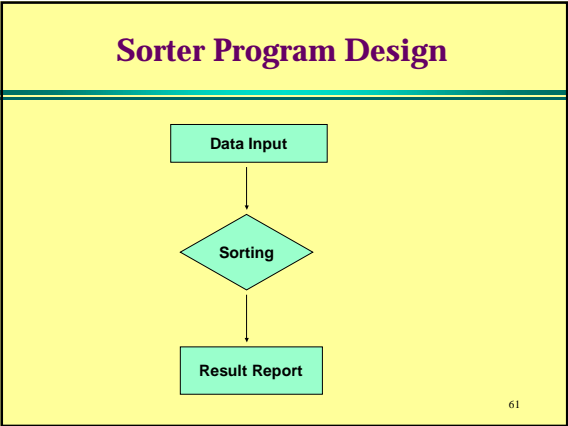 Sorter Program Design
Data Input
Sorting
Result Report
61